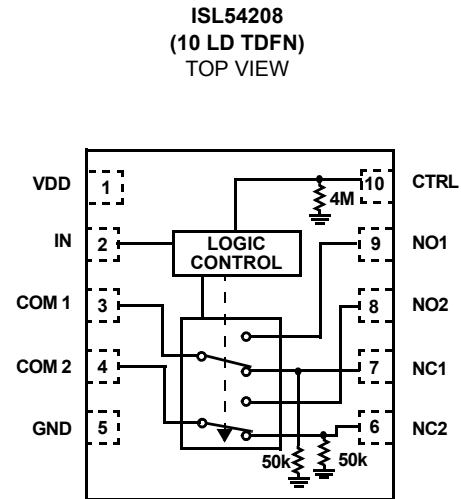 ISL54208
(10 LD TDFN)
TOP VIEW
VDD 1 10 CTRL
4M
IN 2 LOGIC CONTROL 9 NO1
COM 1 3 8 NO2
COM 2 4 7 NC1
GND 5 6 NC2
50k 50k